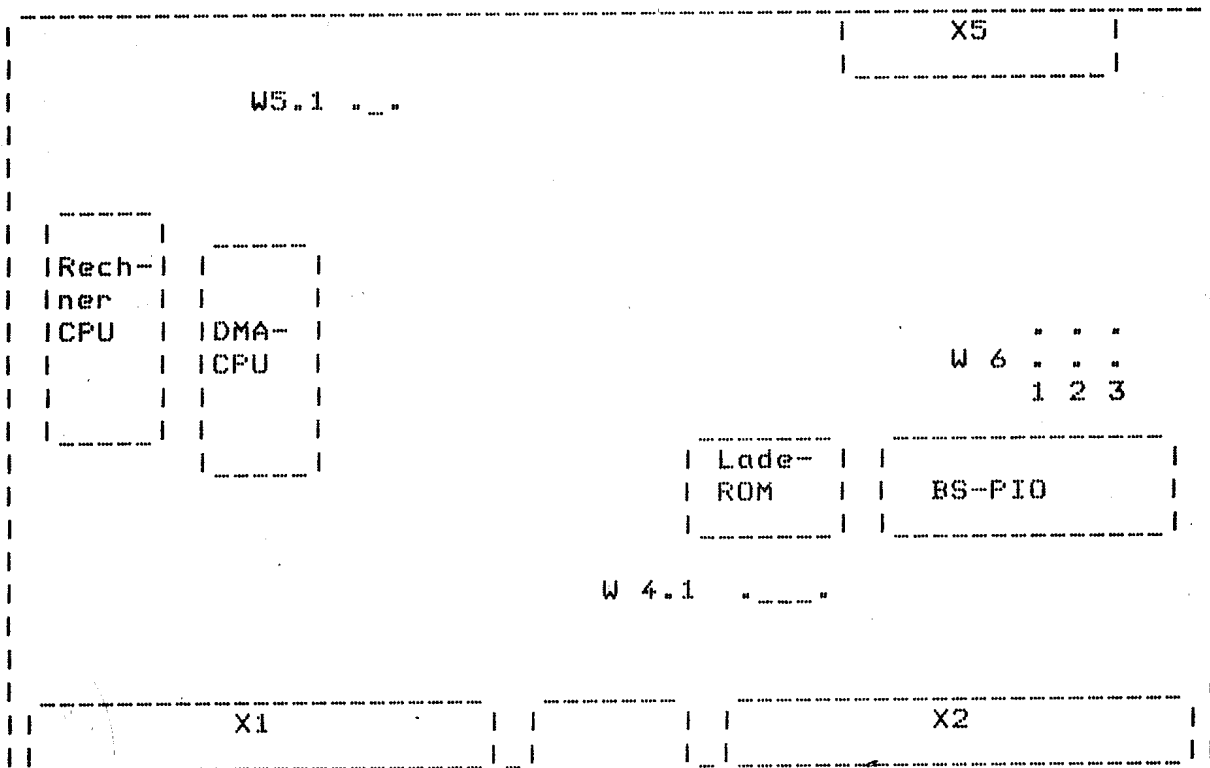 X5
W5.1
Rech-
ner
CPU
DMA-
CPU
W 6
1 2 3
Lade-
ROM
BS-PIO
W 4.1
X1
X2